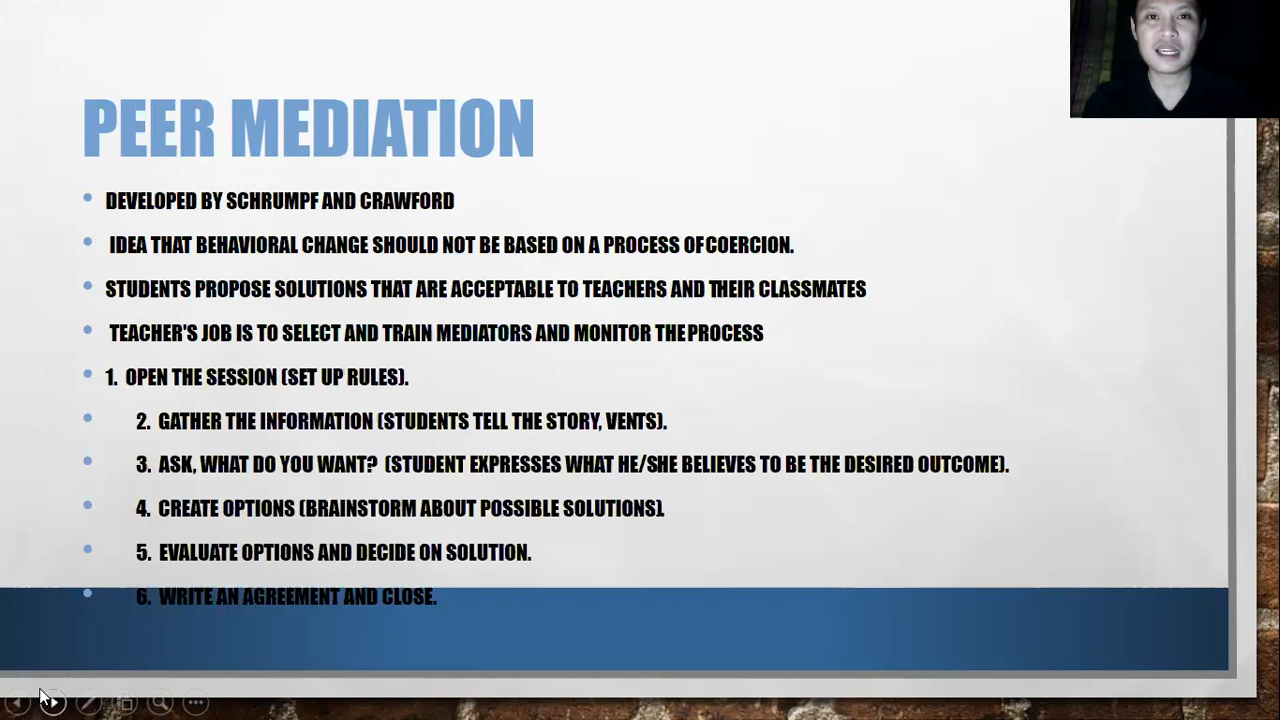 PEER MEDIATION
DEVELOPED BY SCHRUMPF AND CRAWFORD
IDEA THAT BEHAVIORAL CHANGE SHOULD NOT BE BASED ON A PROCESS OF COERCION.
STUDENTS PROPOSE SOLUTIONS THAT ARE ACCEPTABLE TO TEACHERS AND THEIR CLASSMATES
TEACHER'S JOB IS TO SELECT AND TRAIN MEDIATORS AND MONITOR THE PROCESS
1. OPEN THE SESSION (SET UP RULES).
2. GATHER THE INFORMATION (STUDENTS TELL THE STORY, VENTS).
3. ASK, WHAT DO YOU WANT? (STUDENT EXPRESSES WHAT HE/SHE BELIEVES TO BE THE DESIRED OUTCOME).
4. CREATE OPTIONS (BRAINSTORM ABOUT POSSIBLE SOLUTIONS).
5. EVALUATE OPTIONS AND DECIDE ON SOLUTION.
6. WRITE AN AGREEMENT AND CLOSE.